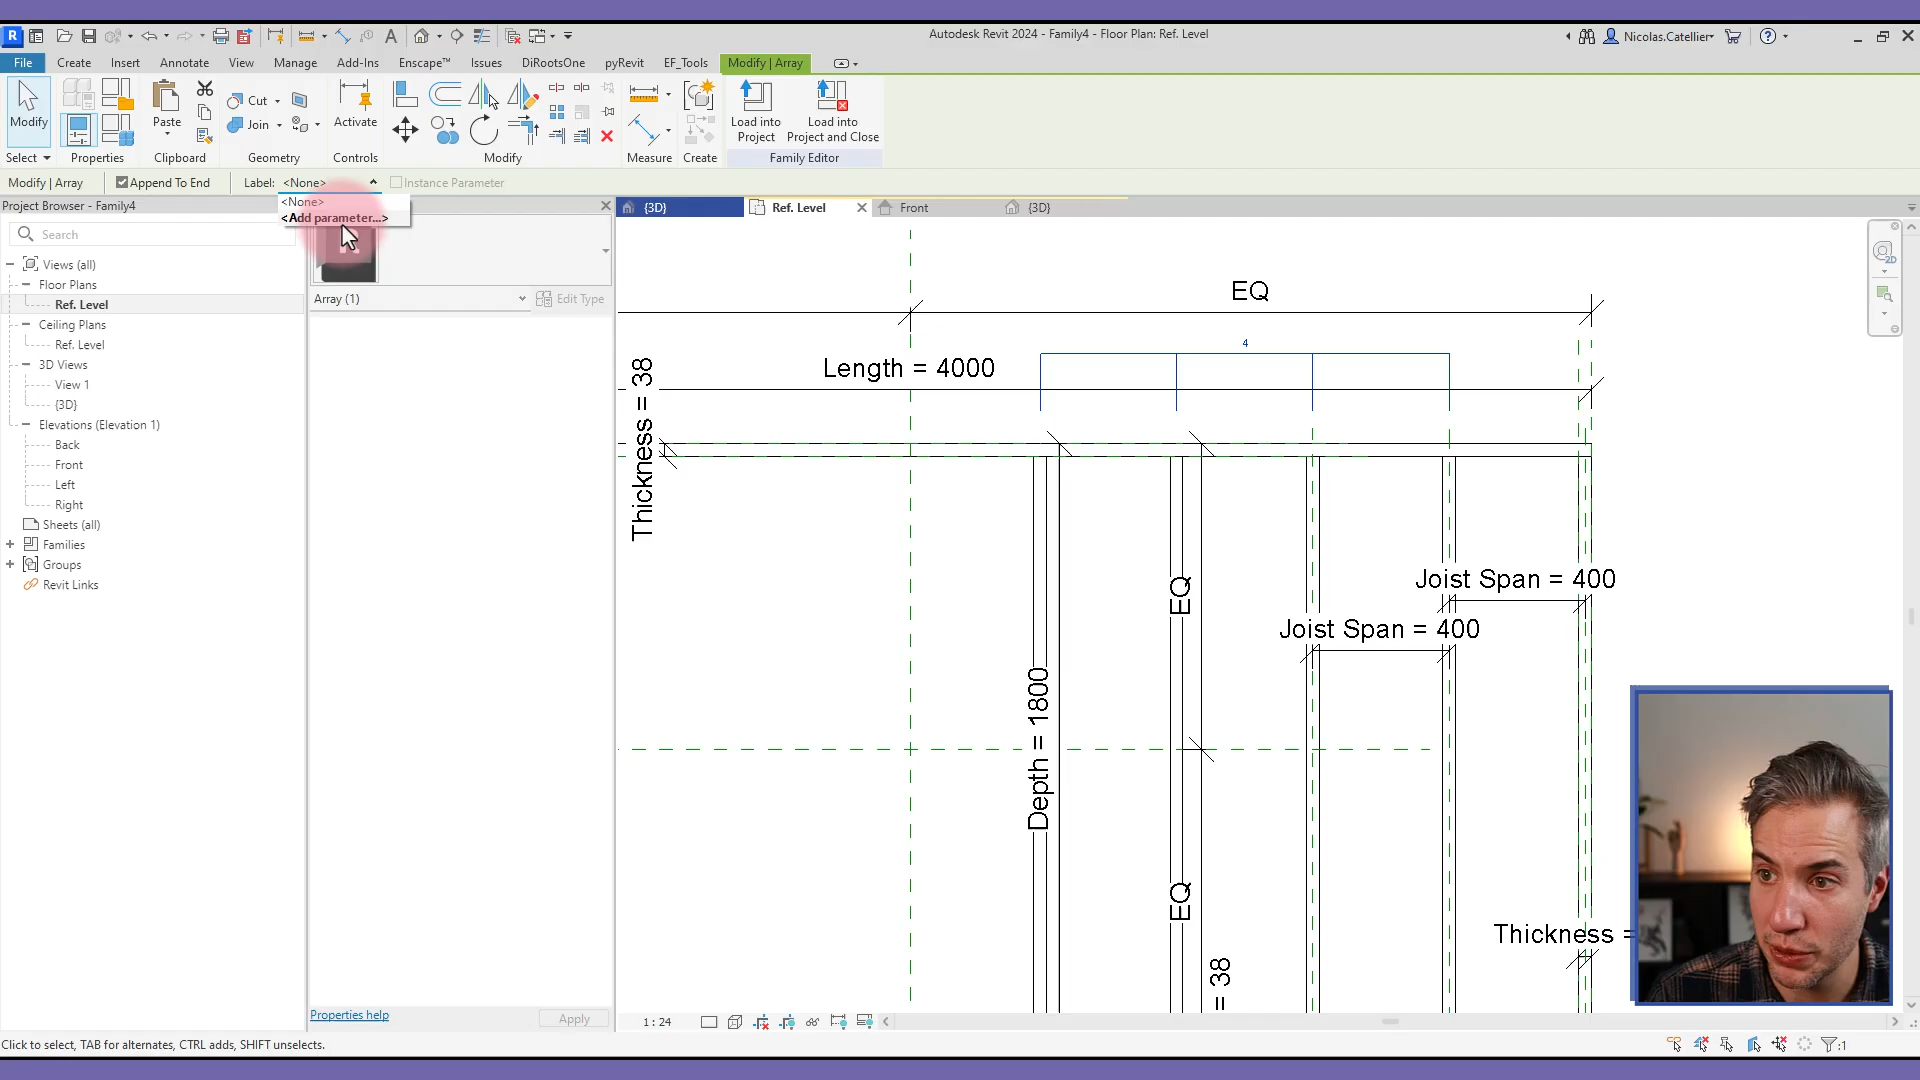 Autodesk Revit 2024 - Family4 - Floor Plan: Ref. Level
Nicolas.Catellier
File
Create
Insert
Annotate
View
Manage
Add-Ins
Enscape™
Issues
DiRootsOne
pyRevit
EF_Tools
Modify | Array
Modify
Paste
Cut
Join
Activate
Load into
Project
Load into
Project and Close
Select
Properties
Clipboard
Geometry
Controls
Modify
Measure
Create
Family Editor
Modify | Array
Append To End
Label:
<None>
Instance Parameter
<None>
<Add parameter...>
Project Browser - Family4
Search
Views (all)
Floor Plans
Ref. Level
Ceiling Plans
Ref. Level
3D Views
View 1
{3D}
Elevations (Elevation 1)
Back
Front
Left
Right
Sheets (all)
Families
Groups
Revit Links
Array (1)
Edit Type
Properties help
Apply
{3D}
Ref. Level
Front
{3D}
2D
EQ
4
Length = 4000
Thickness = 38
EQ
Joist Span = 400
Joist Span = 400
Depth = 1800
EQ
Thickness =
= 38
1 : 24
Click to select, TAB for alternates, CTRL adds, SHIFT unselects.
:1